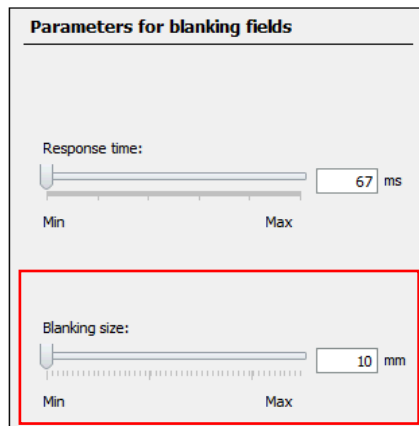 Parameters for blanking fields
Response time:
67 ms
Min Max
Blanking size:
10 mm
Min Max